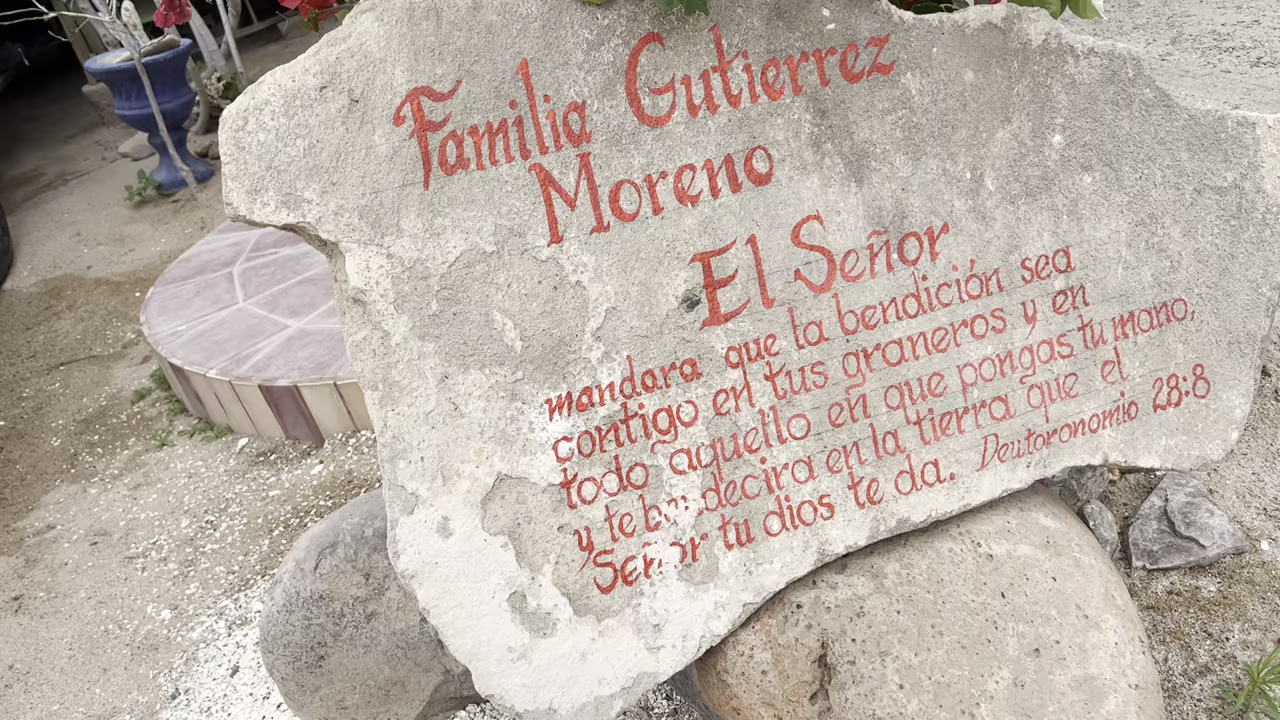 Familia Gutierrez
Moreno
El Señor
mandara que la bendición sea
contigo en tus graneros y en
todo aquello en que pongas tu mano,
y te bendecira en la tierra que el
Señor tu dios te da. Deutoronomio 28:8